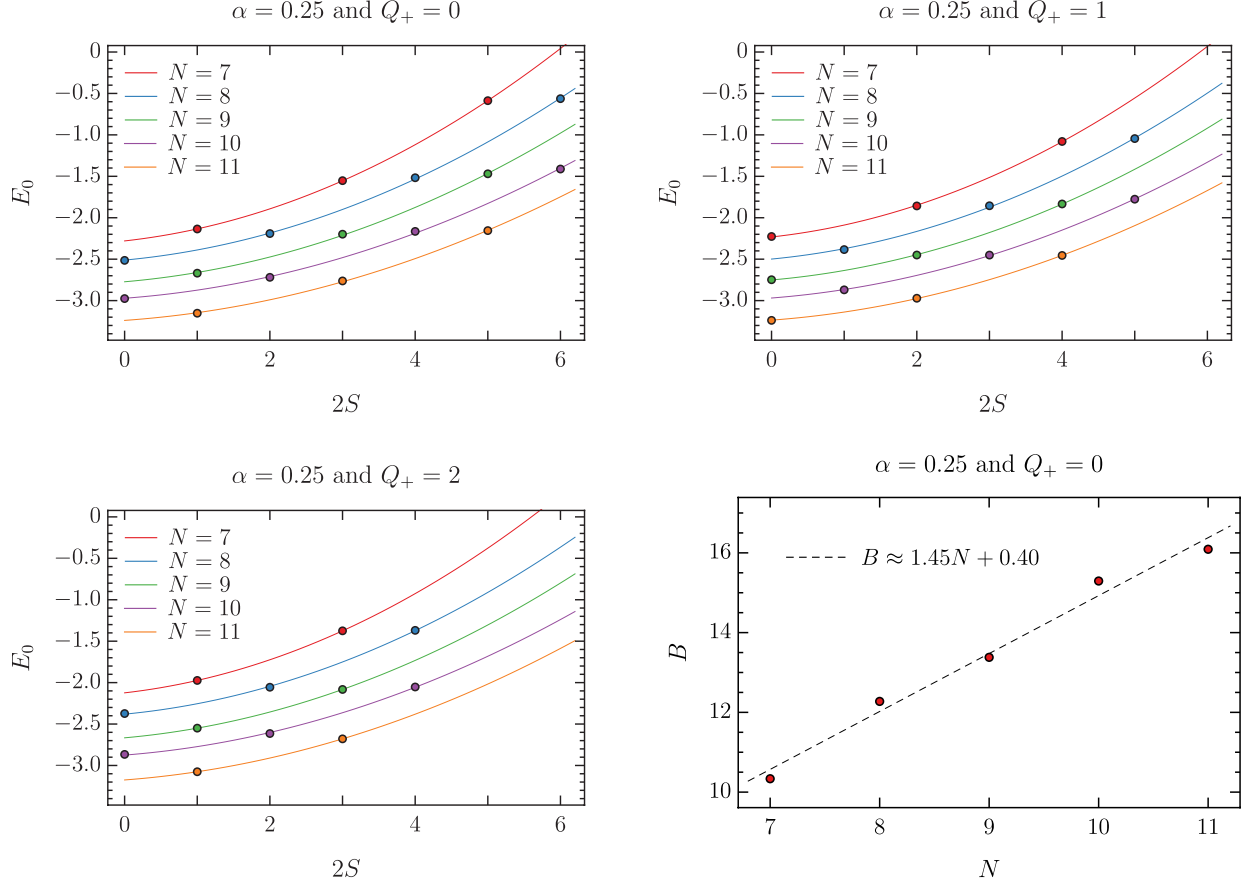 α = 0.25 and Q₊ = 0
0
−0.5
−1.0
−1.5
−2.0
−2.5
−3.0
E₀
N = 7
N = 8
N = 9
N = 10
N = 11
0 2 4 6
2S
α = 0.25 and Q₊ = 1
0
−0.5
−1.0
−1.5
−2.0
−2.5
−3.0
E₀
N = 7
N = 8
N = 9
N = 10
N = 11
0 2 4 6
2S
α = 0.25 and Q₊ = 2
0
−0.5
−1.0
−1.5
−2.0
−2.5
−3.0
E₀
N = 7
N = 8
N = 9
N = 10
N = 11
0 2 4 6
2S
α = 0.25 and Q₊ = 0
16
14
12
10
B
B ≈ 1.45N + 0.40
7 8 9 10 11
N